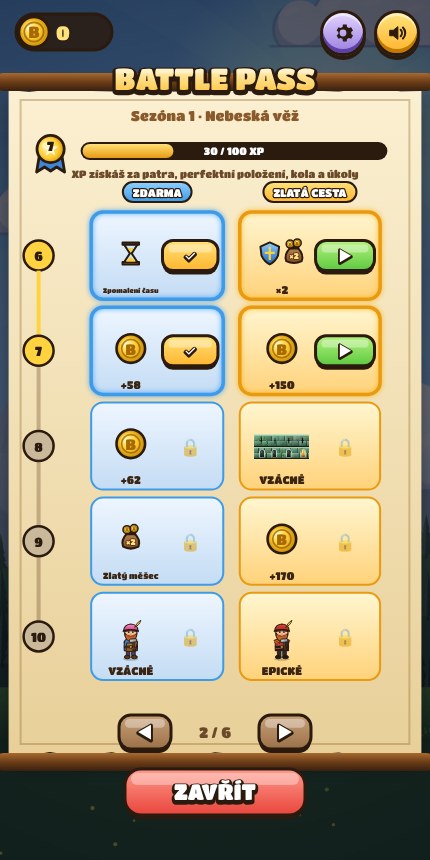 B 0
BATTLE PASS
Sezóna 1 · Nebeská věž
7
30 / 100 XP
XP získáš za patra, perfektní položení, kola a úkoly
ZDARMA
ZLATÁ CESTA
6
×2
Zpomalení času
×2
7
B
B
+58
+150
8
B
+62
VZÁCNÉ
9
×2
B
Zlatý měšec
+170
10
VZÁCNÉ
EPICKÉ
2 / 6
ZAVŘÍT